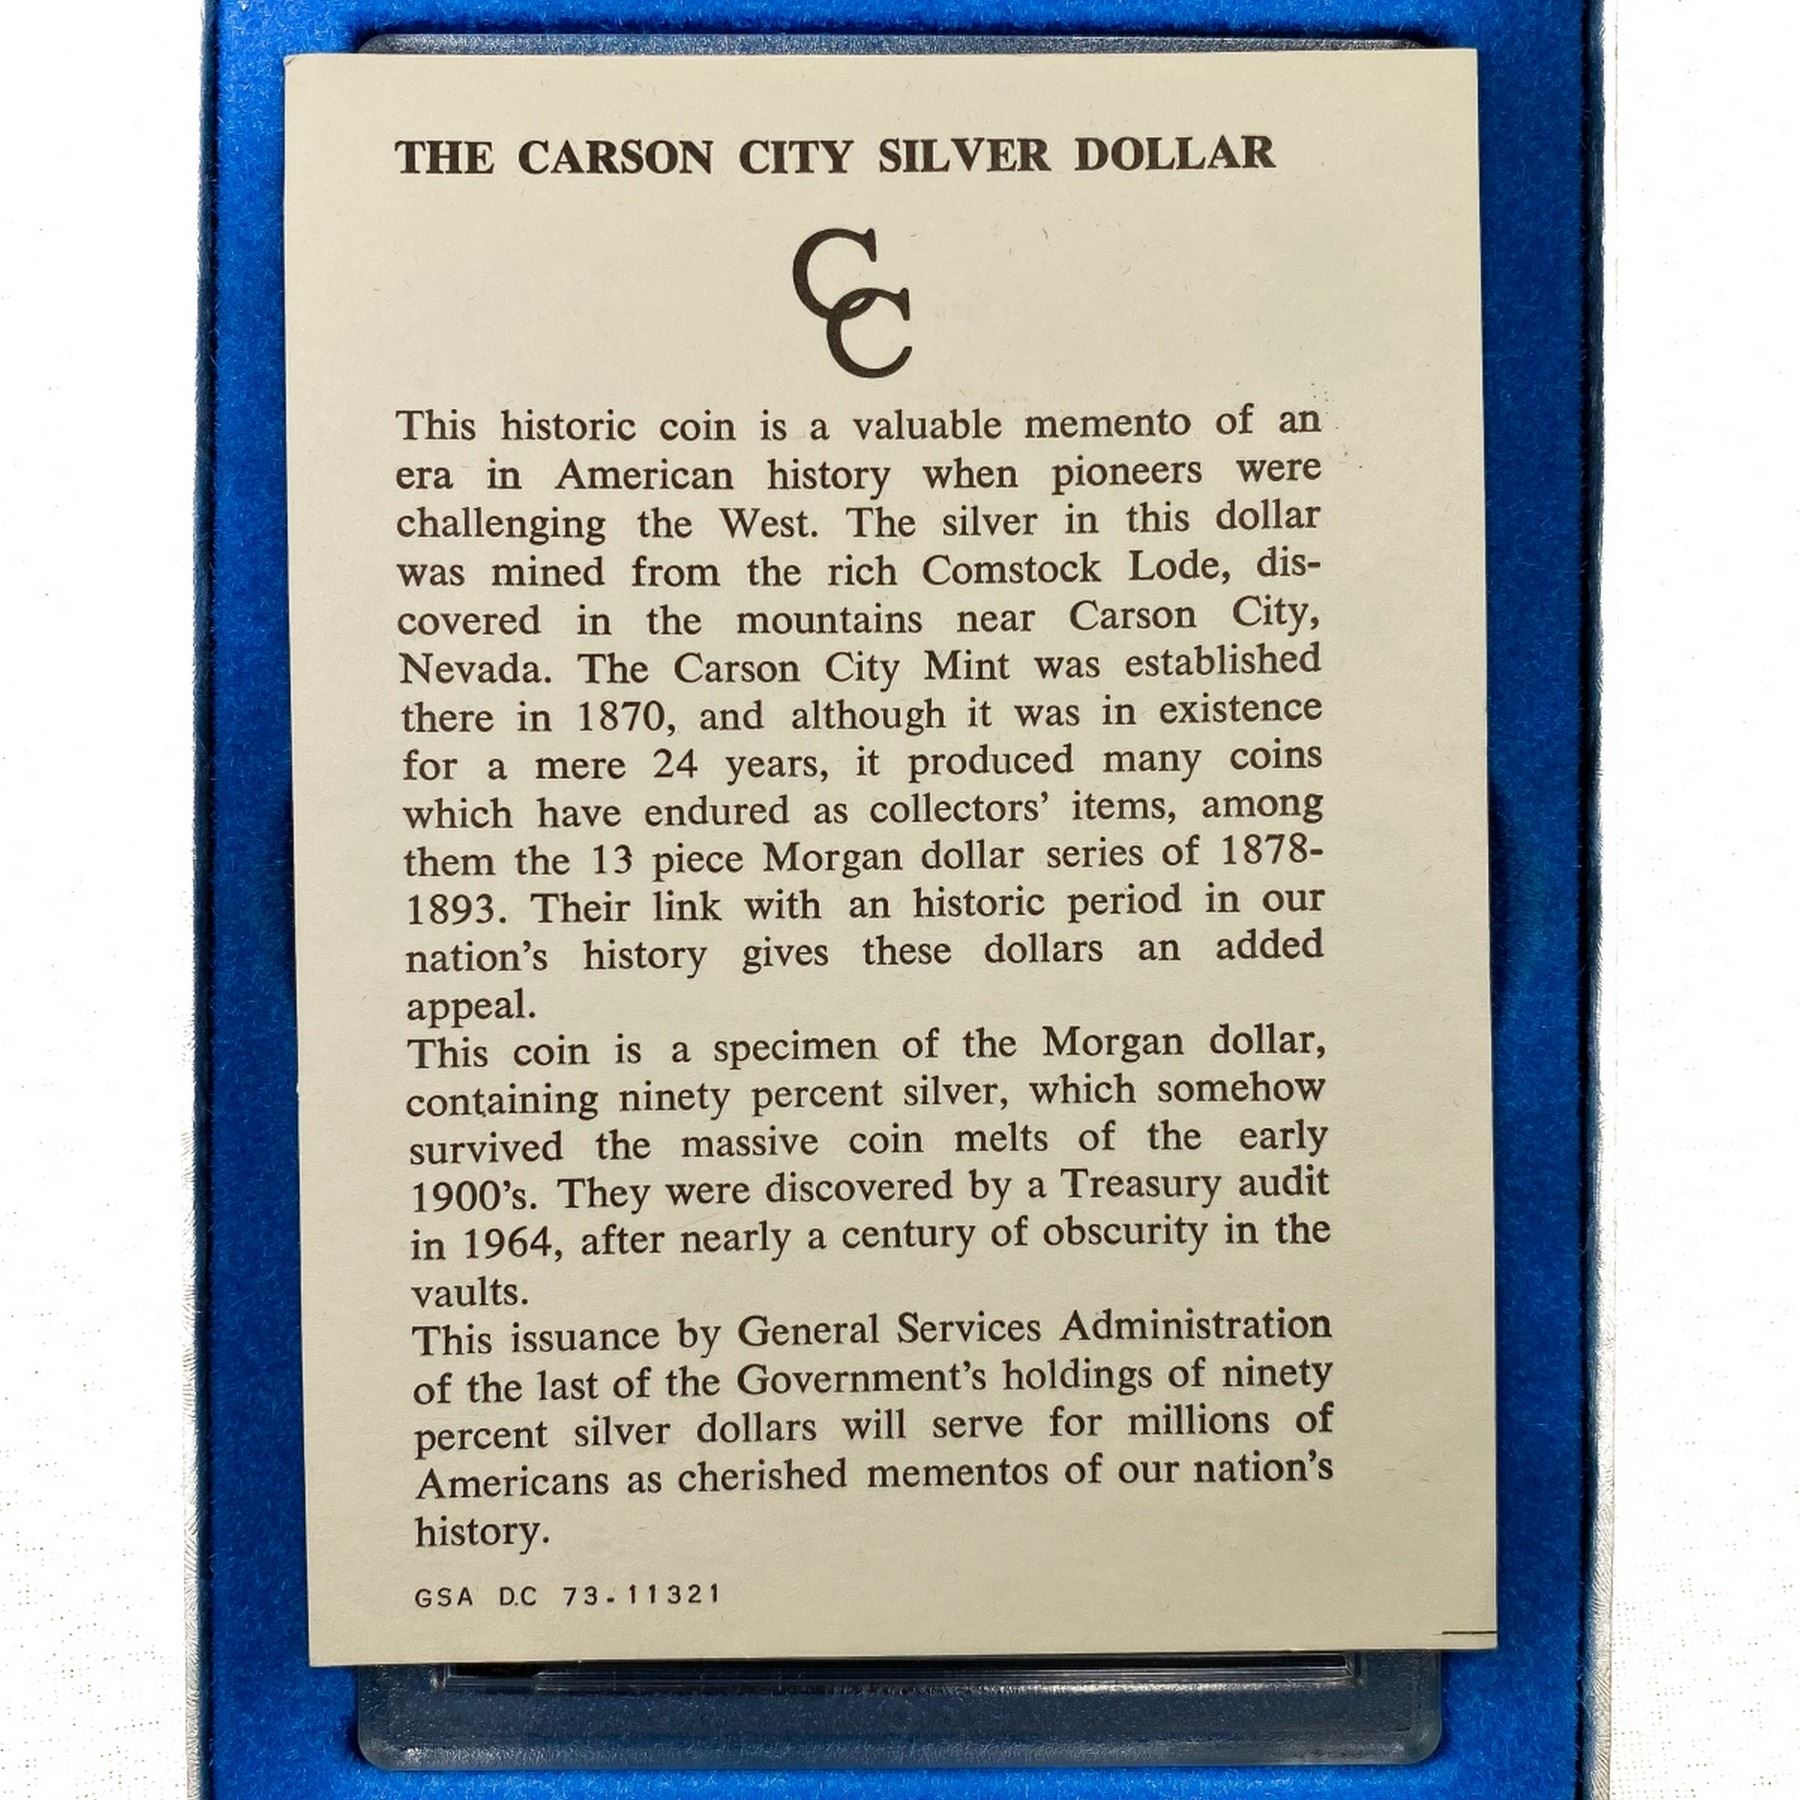 THE CARSON CITY SILVER DOLLAR
CC
This historic coin is a valuable memento of an
era in American history when pioneers were
challenging the West. The silver in this dollar
was mined from the rich Comstock Lode, dis-
covered in the mountains near Carson City,
Nevada. The Carson City Mint was established
there in 1870, and although it was in existence
for a mere 24 years, it produced many coins
which have endured as collectors’ items, among
them the 13 piece Morgan dollar series of 1878-
1893. Their link with an historic period in our
nation’s history gives these dollars an added
appeal.
This coin is a specimen of the Morgan dollar,
containing ninety percent silver, which somehow
survived the massive coin melts of the early
1900’s. They were discovered by a Treasury audit
in 1964, after nearly a century of obscurity in the
vaults.
This issuance by General Services Administration
of the last of the Government’s holdings of ninety
percent silver dollars will serve for millions of
Americans as cherished mementos of our nation’s
history.
GSA D.C 73-11321